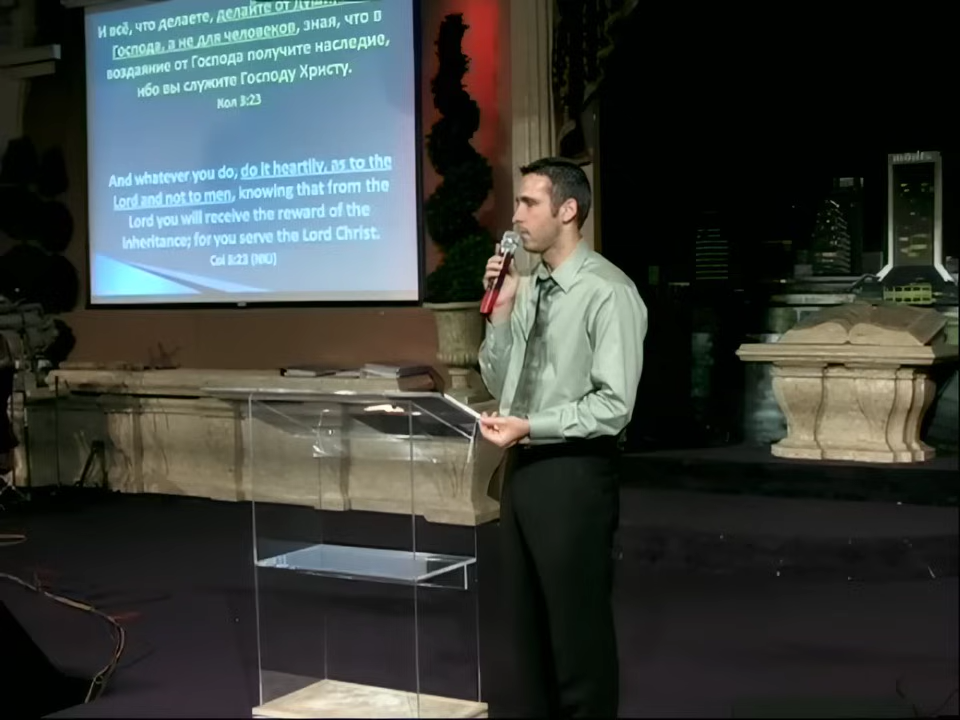 И всё, что делаете, делайте от души,
Господа, а не для человеков, зная, что в
воздаяние от Господа получите наследие,
ибо вы служите Господу Христу.
Кол 3:23
And whatever you do, do it heartily, as to the
Lord and not to men, knowing that from the
Lord you will receive the reward of the
inheritance; for you serve the Lord Christ.
Col 3:23 (NKJ)